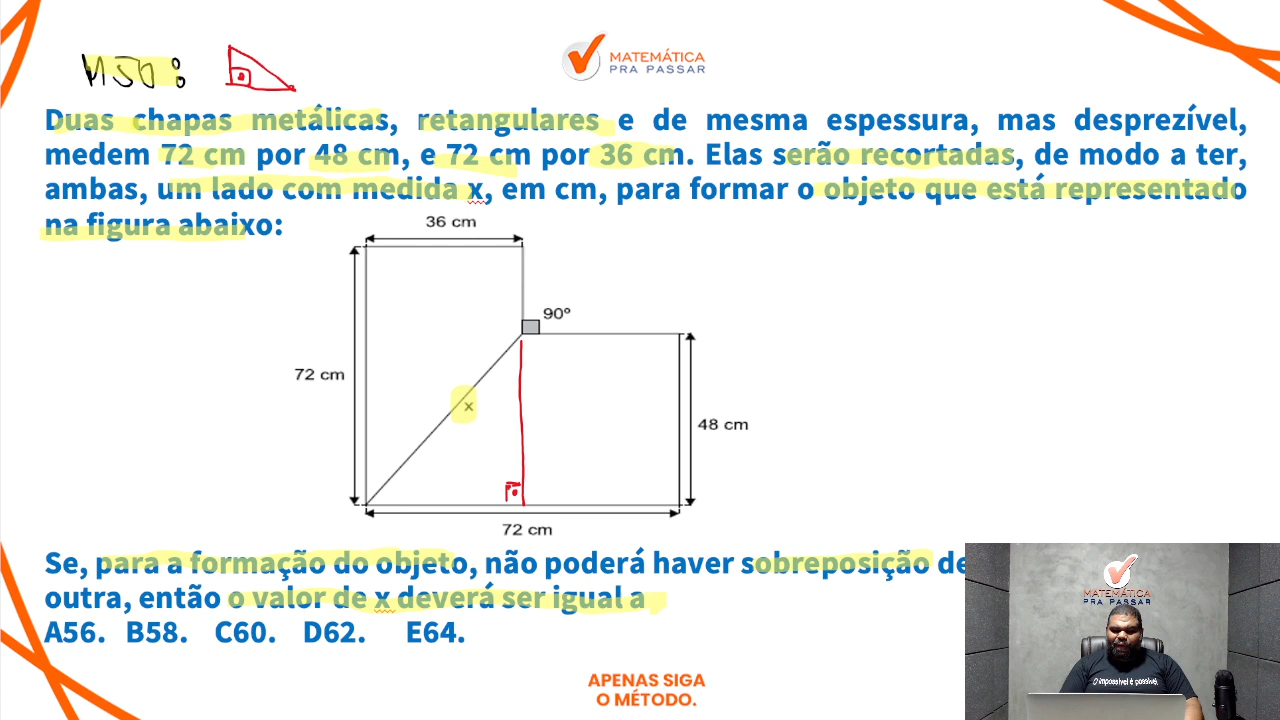 MATEMÁTICA
PRA PASSAR
Duas chapas metálicas, retangulares e de mesma espessura, mas desprezível,
medem 72 cm por 48 cm, e 72 cm por 36 cm. Elas serão recortadas, de modo a ter,
ambas, um lado com medida x, em cm, para formar o objeto que está representado
na figura abaixo:
36 cm
90º
72 cm
x
48 cm
72 cm
Se, para a formação do objeto, não poderá haver sobreposição de
outra, então o valor de x deverá ser igual a
A56. B58. C60. D62. E64.
MATEMÁTICA
PRA PASSAR
O impossível é possível.
APENAS SIGA
O MÉTODO.